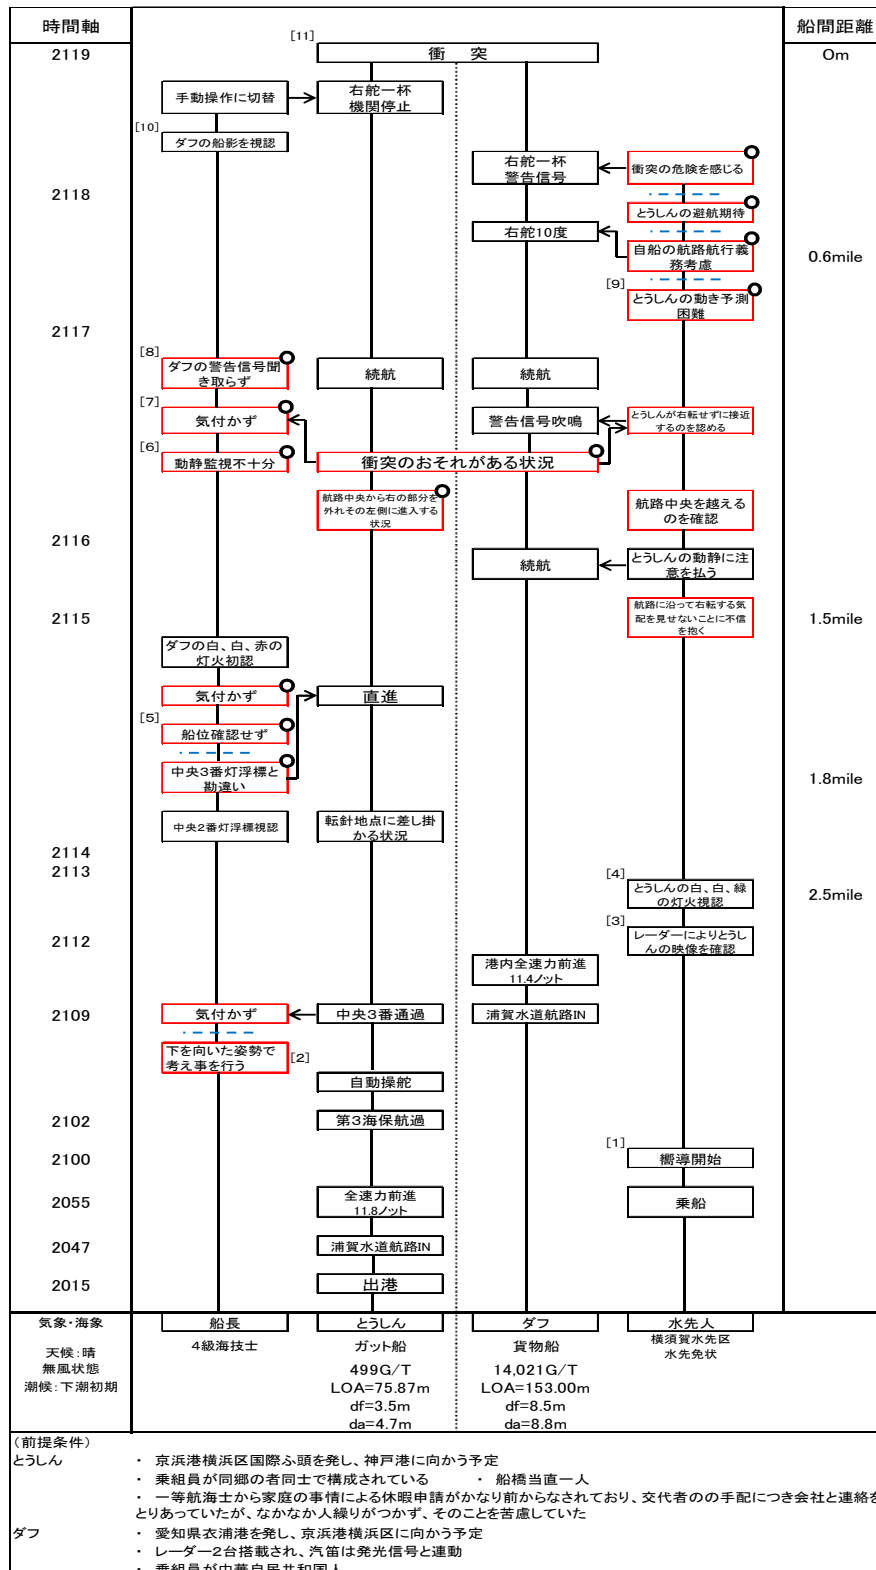 時間軸
船間距離
[11]
2119
衝　突
0m
手動操作に切替
右舵一杯
機関停止
[10]
ダフの船影を視認
右舵一杯
警告信号
衝突の危険を感じる
2118
とうしんの避航期待
右舵10度
自船の航路航行義
務考慮
0.6mile
[9]
とうしんの動き予測
困難
2117
[8]
ダフの警告信号聞
き取らず
続航
続航
[7]
気付かず
警告信号吹鳴
とうしんが右転せずに接近
するのを認める
[6]
動静監視不十分
衝突のおそれがある状況
航路中央から右の部分を
外れその左側に進入する
状況
航路中央を越える
のを確認
2116
続航
とうしんの動静に注
意を払う
2115
航路に沿って右転する気
配を見せないことに不信
を抱く
1.5mile
ダフの白、白、赤の
灯火初認
気付かず
直進
[5]
船位確認せず
中央3番灯浮標と
勘違い
1.8mile
中央2番灯浮標視認
転針地点に差し掛
かる状況
2114
2113
[4]
とうしんの白、白、緑
の灯火視認
2.5mile
[3]
2112
レーダーによりとうし
んの映像を確認
港内全速力前進
11.4ノット
2109
気付かず
中央3番通過
浦賀水道航路IN
下を向いた姿勢で
考え事を行う
[2]
自動操舵
2102
第3海保航過
[1]
2100
嚮導開始
2055
全速力前進
11.8ノット
乗船
2047
浦賀水道航路IN
2015
出港
気象・海象
船長
とうしん
ダフ
水先人
4級海技士
ガット船
貨物船
横須賀水先区
水先免状
天候：晴
無風状態
潮候：下潮初期
499G/T
14,021G/T
LOA=75.87m
LOA=153.00m
df=3.5m
df=8.5m
da=4.7m
da=8.8m
(前提条件)
とうしん
・ 京浜港横浜区国際ふ頭を発し、神戸港に向かう予定
・ 乗組員が同郷の者同士で構成されている ・ 船橋当直一人
・ 一等航海士から家庭の事情による休暇申請がかなり前からなされており、交代者のの手配につき会社と連絡を
とりあっていたが、なかなか人繰りがつかず、そのことを苦慮していた
ダフ
・ 愛知県衣浦港を発し、京浜港横浜区に向かう予定
・ レーダー2台搭載され、汽笛は発光信号と連動
・ 乗組員が中華自民共和国人